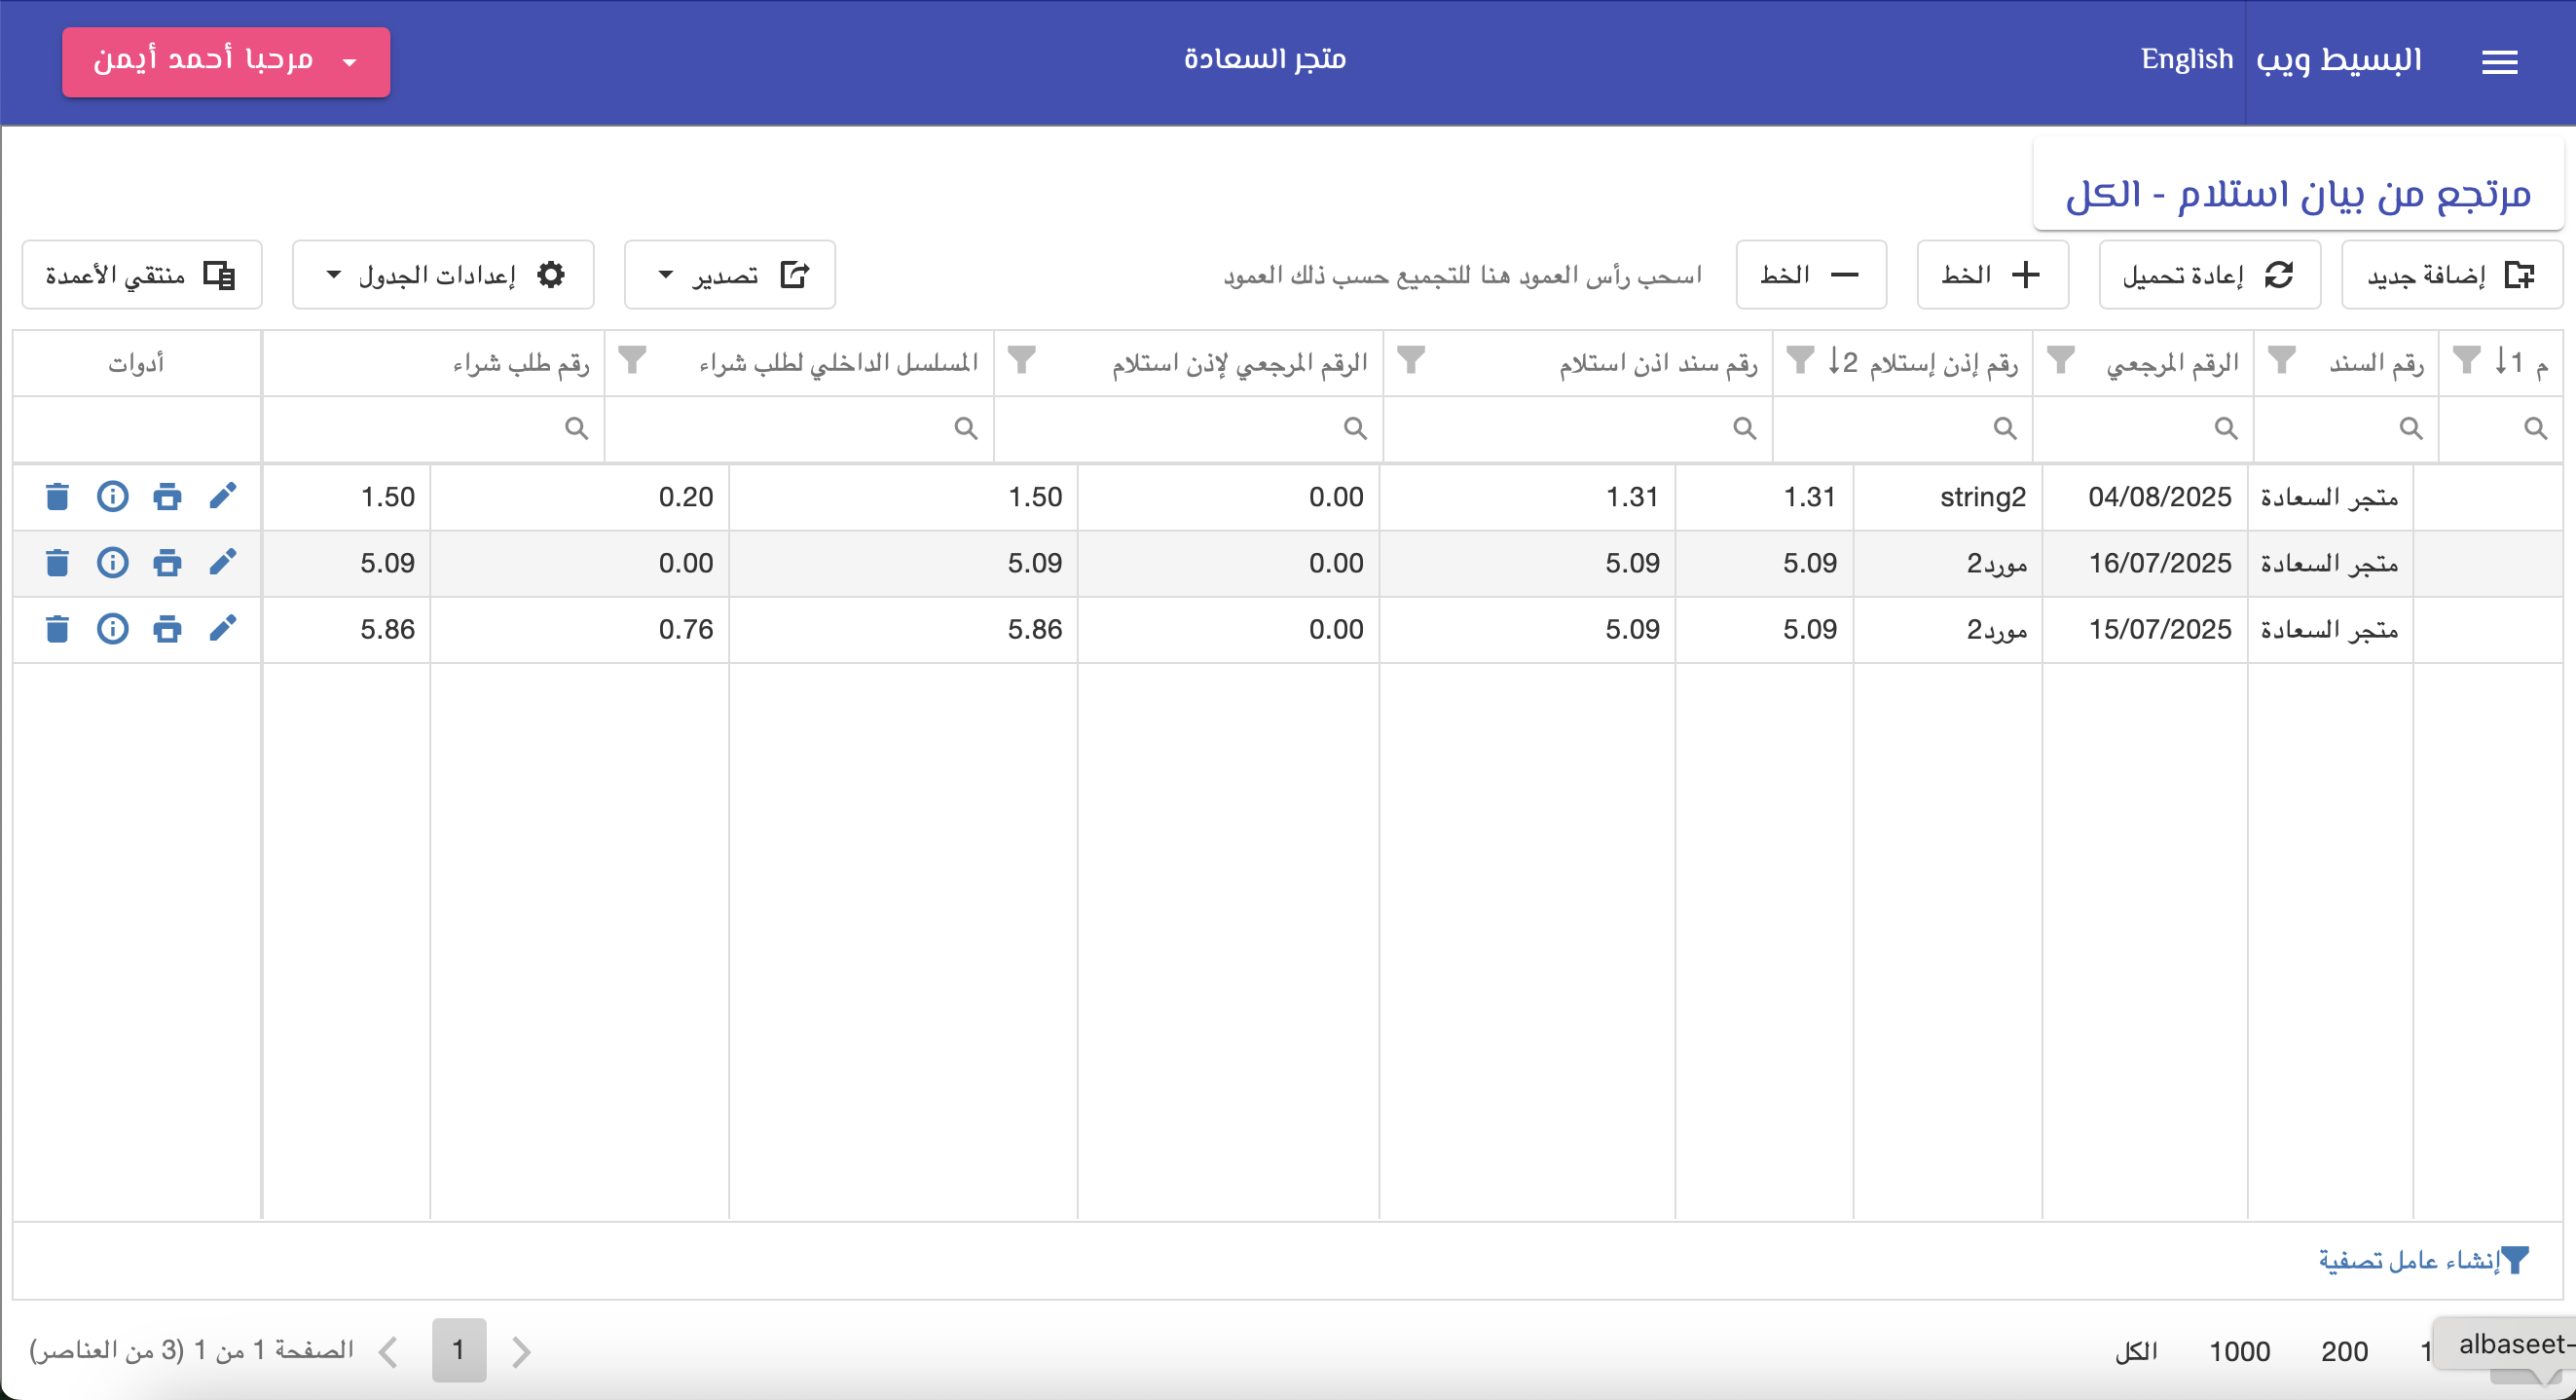 البسيط ويب English متجر السعادة مرحبا أحمد أيمن
مرتجع من بيان استلام - الكل
إضافة جديد إعادة تحميل الخط الخط اسحب رأس العمود هنا للتجميع حسب ذلك العمود تصدير إعدادات الجدول منتقي الأعمدة
م 1 رقم السند الرقم المرجعي رقم إذن إستلام 2 رقم سند اذن استلام الرقم المرجعي لإذن استلام المسلسل الداخلي لطلب شراء رقم طلب شراء أدوات
متجر السعادة 04/08/2025 string2 1.31 1.31 0.00 1.50 0.20 1.50
متجر السعادة 16/07/2025 مورد2 5.09 5.09 0.00 5.09 0.00 5.09
متجر السعادة 15/07/2025 مورد2 5.09 5.09 0.00 5.86 0.76 5.86
إنشاء عامل تصفية
albaseet- 200 1000 الكل 1 الصفحة 1 من 1 (3 من العناصر)